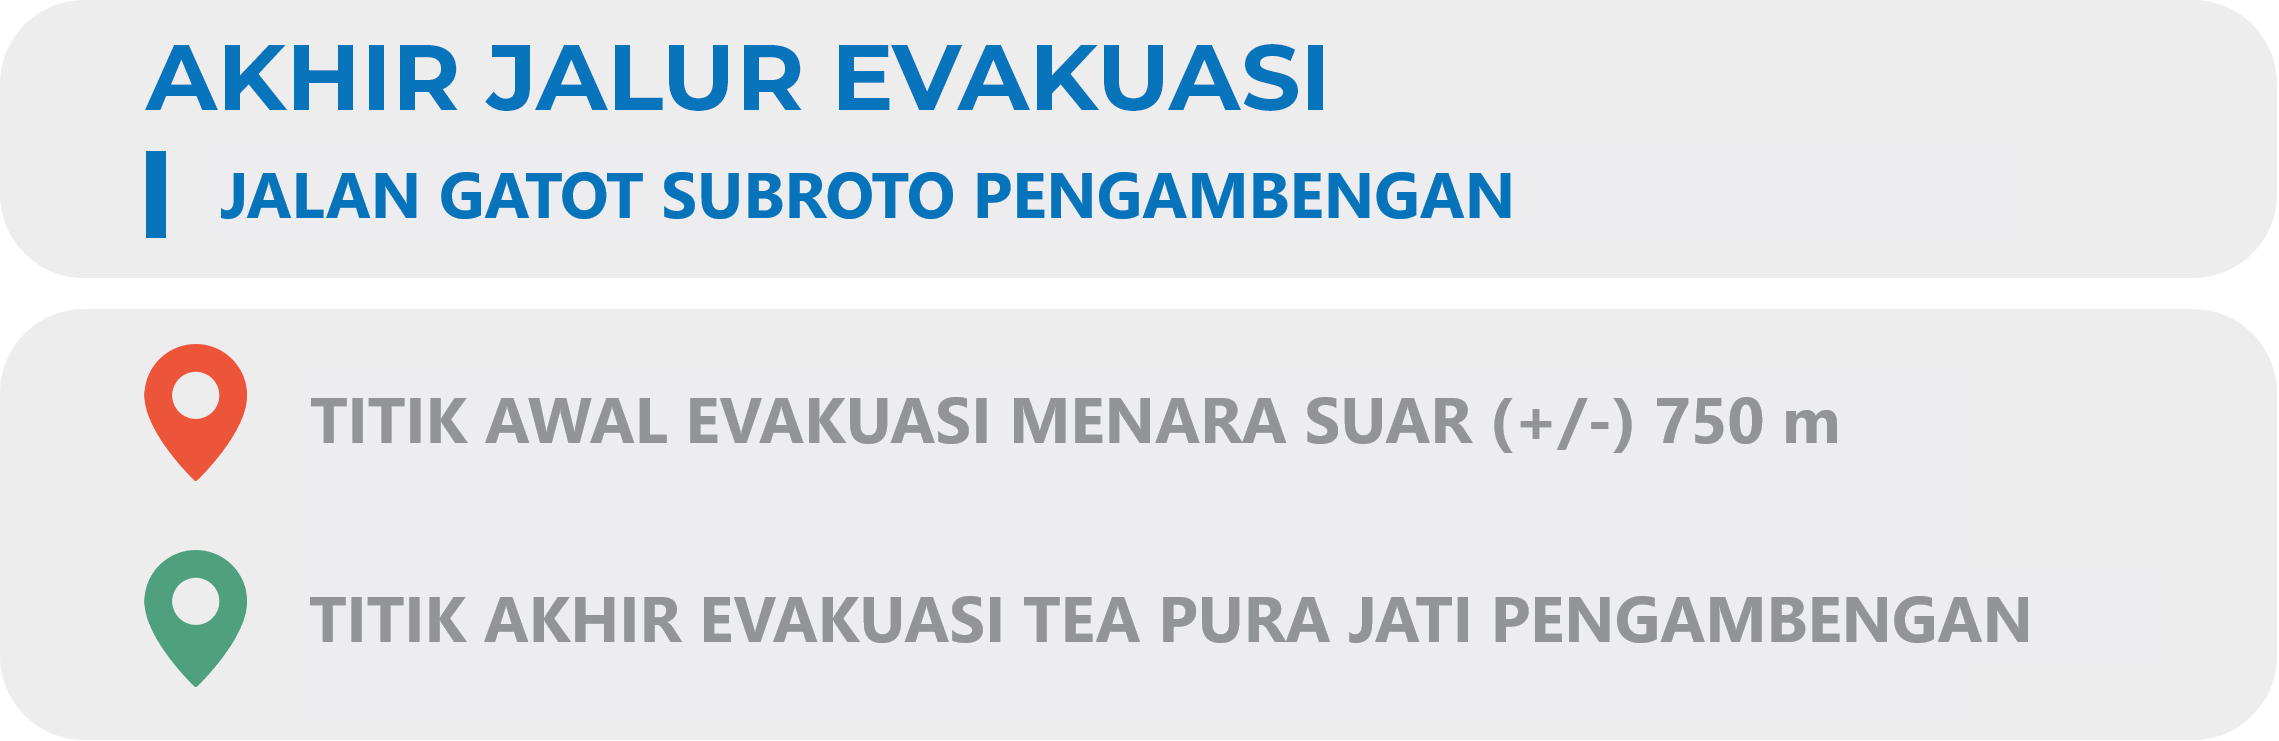 AKHIR JALUR EVAKUASI
JALAN GATOT SUBROTO PENGAMBENGAN
TITIK AWAL EVAKUASI MENARA SUAR (+/-) 750 m
TITIK AKHIR EVAKUASI TEA PURA JATI PENGAMBENGAN